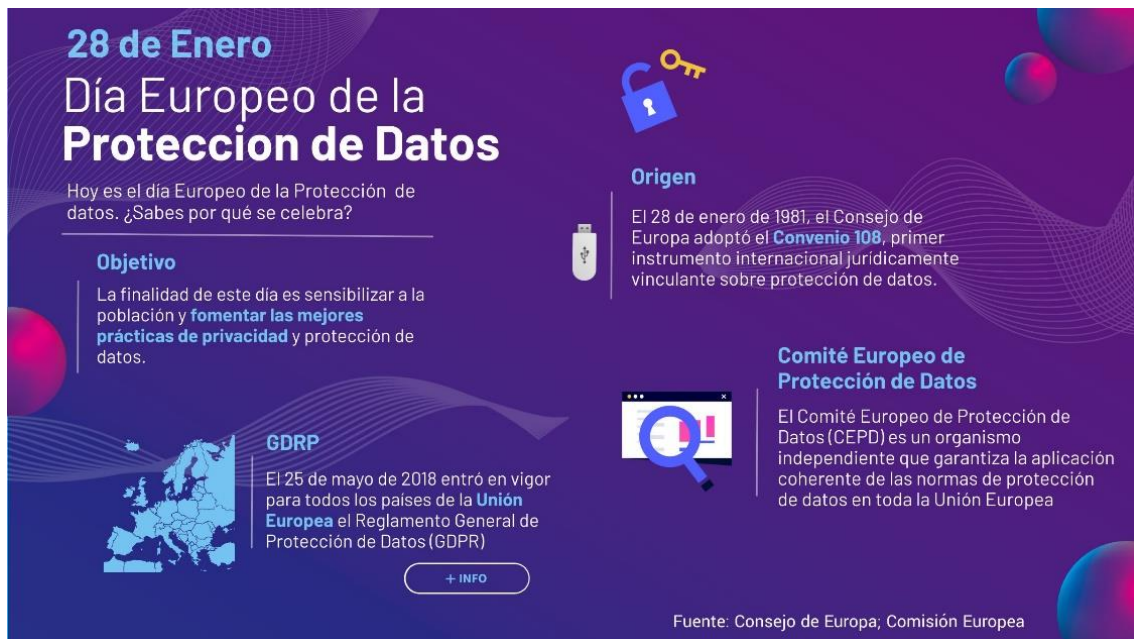 28 de Enero
Día Europeo de la
Proteccion de Datos
Hoy es el día Europeo de la Protección de
datos. ¿Sabes por qué se celebra?
Objetivo
La finalidad de este día es sensibilizar a la
población y fomentar las mejores
prácticas de privacidad y protección de
datos.
GDRP
El 25 de mayo de 2018 entró en vigor
para todos los países de la Unión
Europea el Reglamento General de
Protección de Datos (GDPR)
+ INFO
Origen
El 28 de enero de 1981, el Consejo de
Europa adoptó el Convenio 108, primer
instrumento internacional jurídicamente
vinculante sobre protección de datos.
Comité Europeo de
Protección de Datos
El Comité Europeo de Protección de
Datos (CEPD) es un organismo
independiente que garantiza la aplicación
coherente de las normas de protección
de datos en toda la Unión Europea
Fuente: Consejo de Europa; Comisión Europea